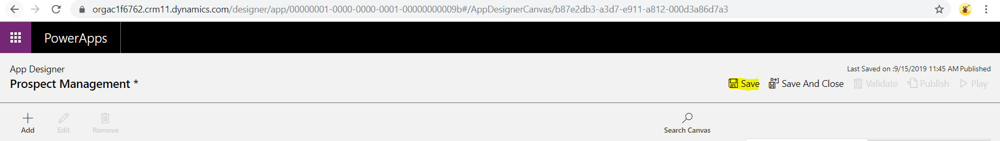 orgac1f6762.crm11.dynamics.com/designer/app/00000001-0000-0000-0001-00000000009b#/AppDesignerCanvas/b87e2db3-a3d7-e911-a812-000d3a86d7a3
PowerApps
App Designer
Last Saved on :9/15/2019 11:45 AM Published
Prospect Management *
Save Save And Close Validate Publish Play
Add Edit Remove Search Canvas